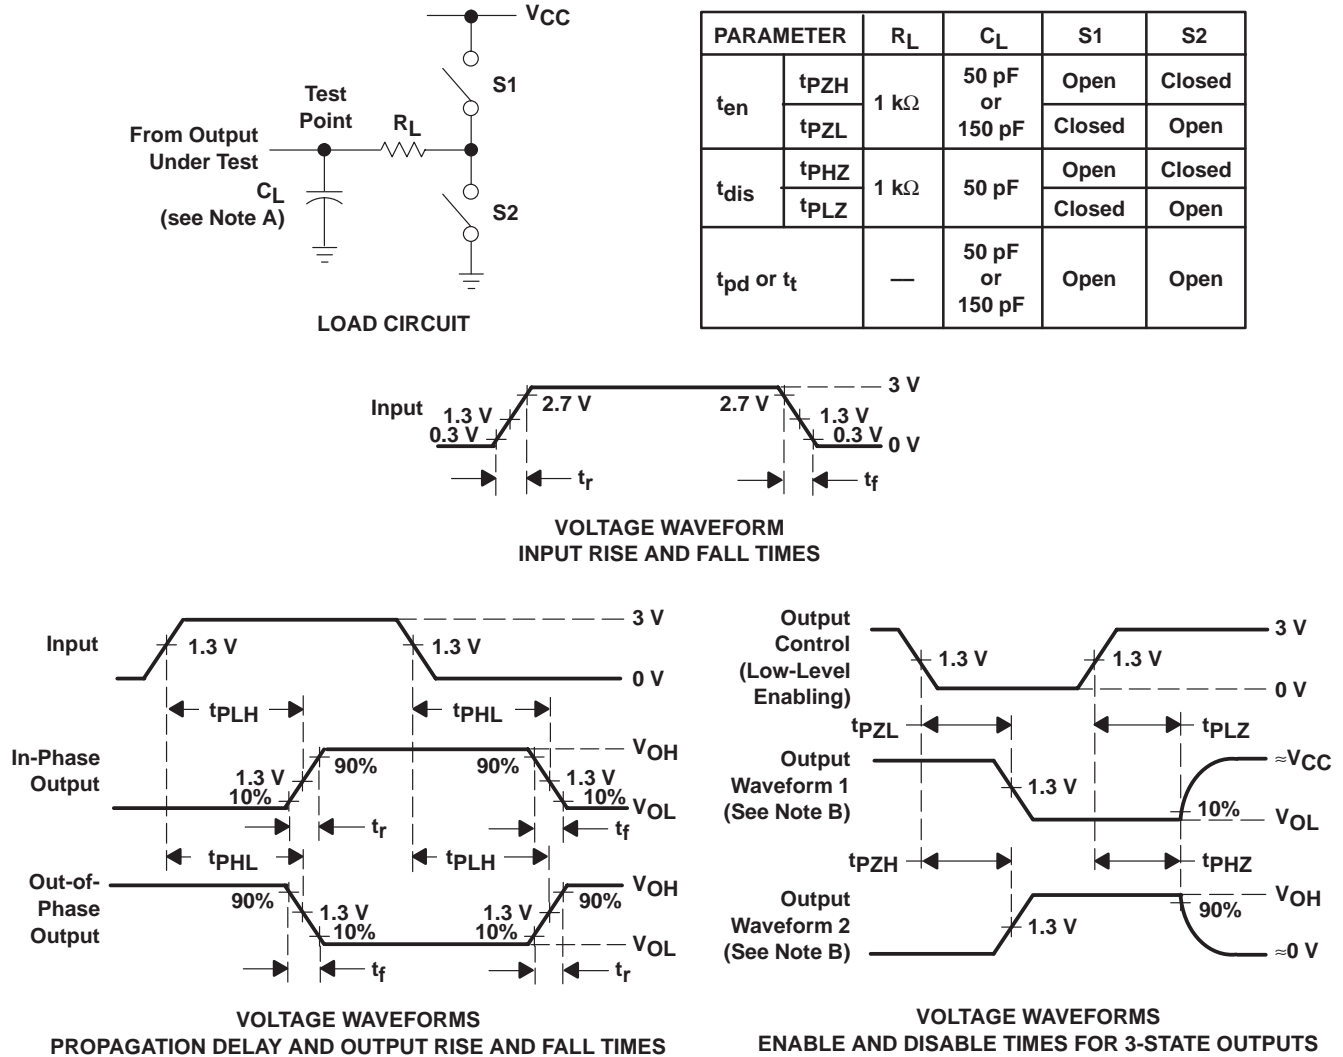 VCC
S1
Test
Point
RL
From Output
Under Test
CL
(see Note A)
S2
LOAD CIRCUIT
PARAMETER RL CL S1 S2
ten tPZH 1 kΩ 50 pF or 150 pF Open Closed
tPZL Closed Open
tdis tPHZ 1 kΩ 50 pF Open Closed
tPLZ Closed Open
tpd or tt — 50 pF or 150 pF Open Open
Input
1.3 V
0.3 V
2.7 V
2.7 V
3 V
1.3 V
0.3 V
0 V
tr
tf
VOLTAGE WAVEFORM
INPUT RISE AND FALL TIMES
Input
1.3 V
1.3 V
3 V
0 V
tPLH
tPHL
In-Phase
Output
1.3 V
10%
90%
90%
1.3 V
10%
VOH
VOL
tr
tf
tPHL
tPLH
Out-of-
Phase
Output
90%
1.3 V
10%
1.3 V
10%
90%
VOH
VOL
tf
tr
VOLTAGE WAVEFORMS
PROPAGATION DELAY AND OUTPUT RISE AND FALL TIMES
Output
Control
(Low-Level
Enabling)
1.3 V
1.3 V
3 V
0 V
tPZL
tPLZ
Output
Waveform 1
(See Note B)
1.3 V
10%
≈VCC
VOL
tPZH
tPHZ
Output
Waveform 2
(See Note B)
1.3 V
90%
VOH
≈0 V
VOLTAGE WAVEFORMS
ENABLE AND DISABLE TIMES FOR 3-STATE OUTPUTS